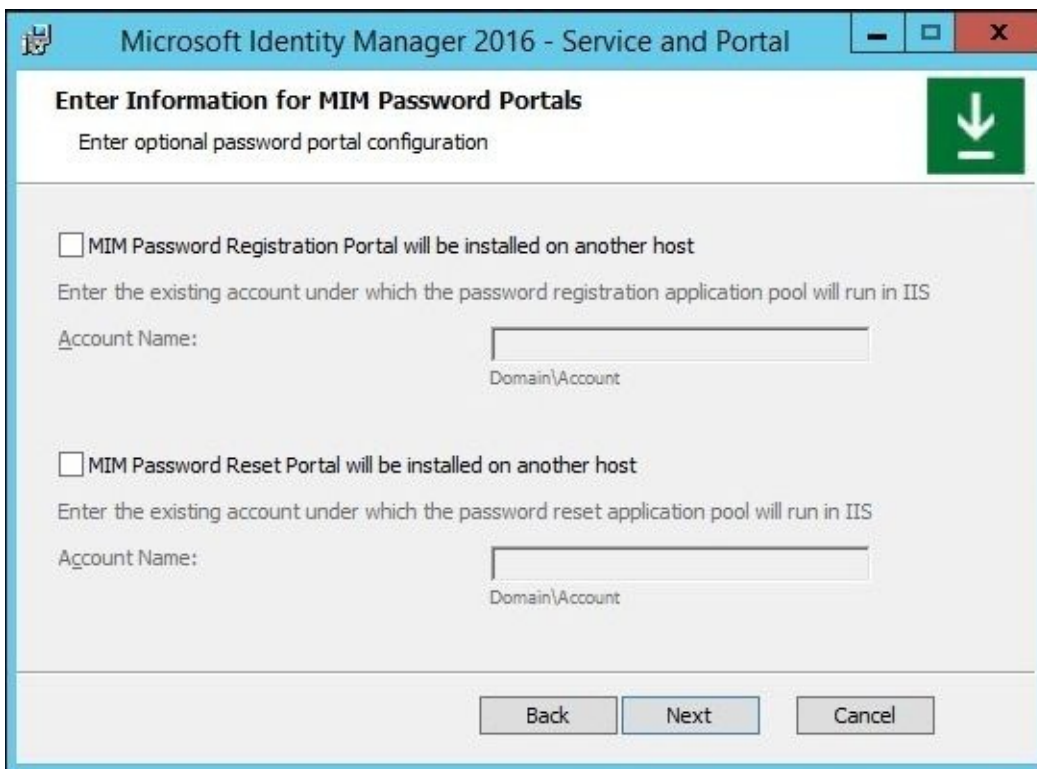 Microsoft Identity Manager 2016 - Service and Portal
Enter Information for MIM Password Portals
Enter optional password portal configuration
MIM Password Registration Portal will be installed on another host
Enter the existing account under which the password registration application pool will run in IIS
Account Name:
Domain\Account
MIM Password Reset Portal will be installed on another host
Enter the existing account under which the password reset application pool will run in IIS
Account Name:
Domain\Account
Back Next Cancel